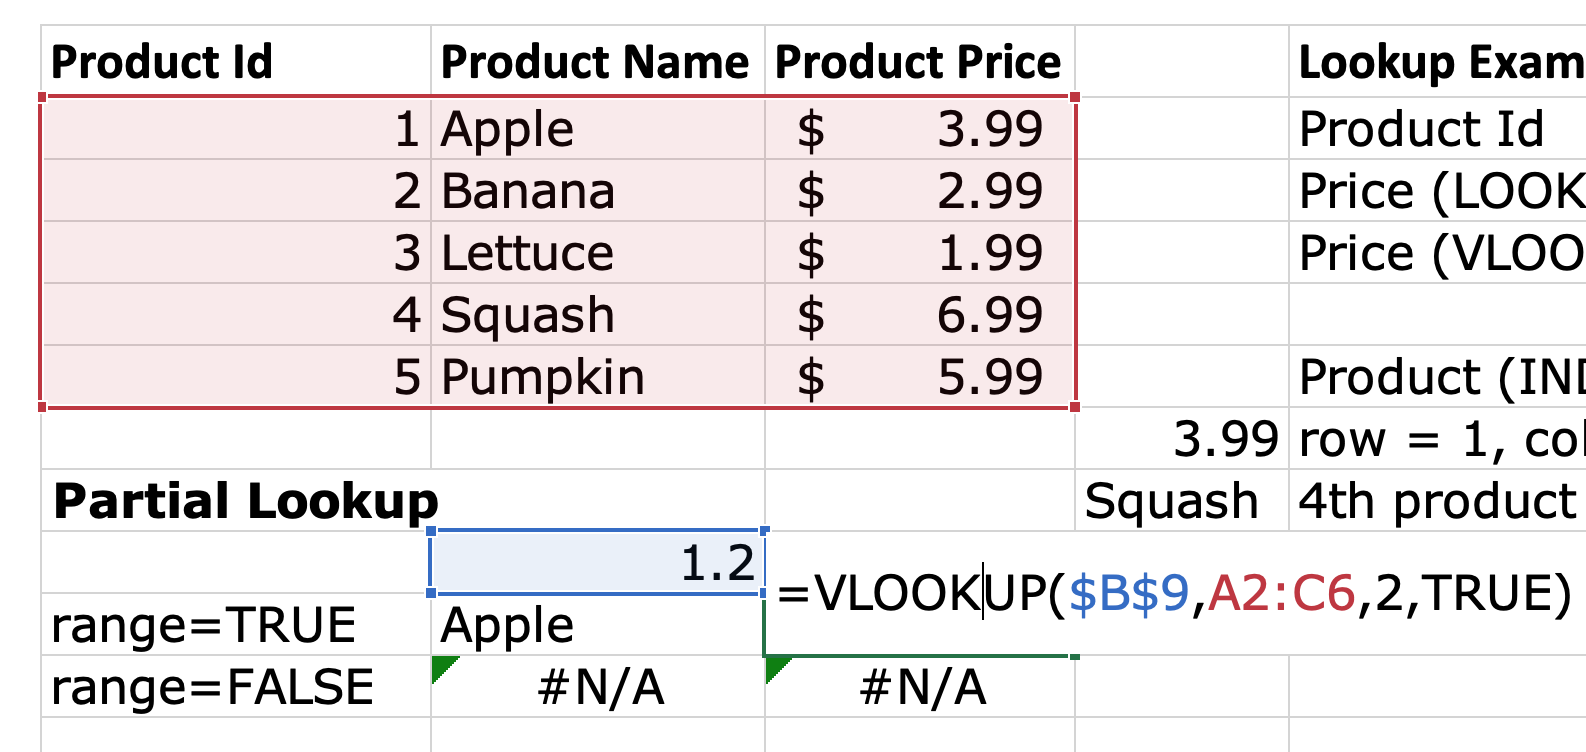 Product Id Product Name Product Price Lookup Exam
1 Apple $ 3.99 Product Id
2 Banana $ 2.99 Price (LOOK
3 Lettuce $ 1.99 Price (VLOO
4 Squash $ 6.99
5 Pumpkin $ 5.99 Product (IND
3.99 row = 1, col
Partial Lookup Squash 4th product
1.2
=VLOOKUP($B$9,A2:C6,2,TRUE)
range=TRUE Apple
range=FALSE #N/A #N/A